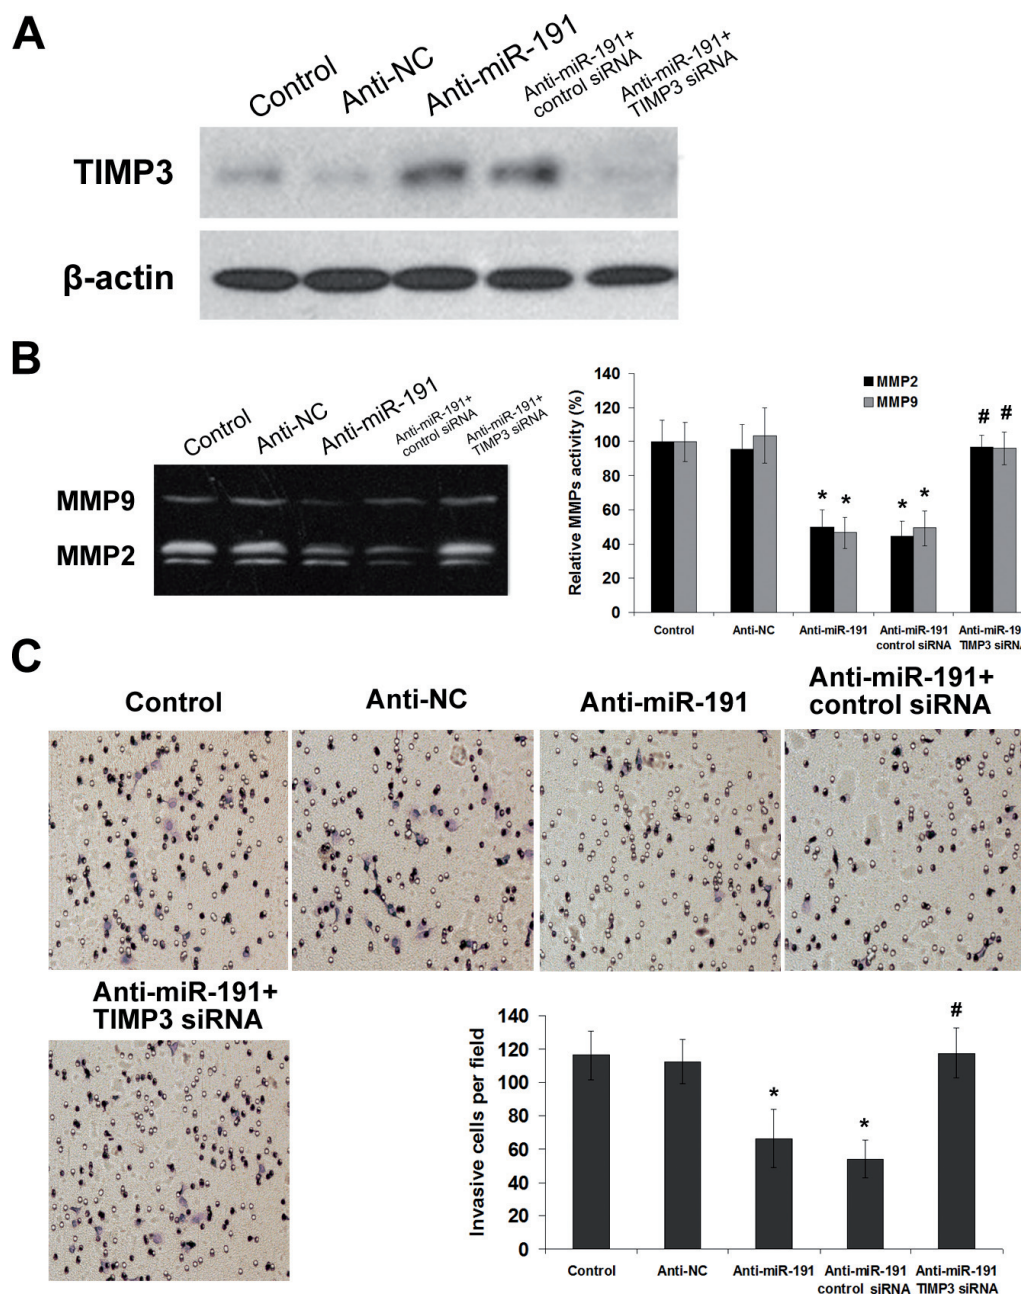 A
Control
Anti-NC
Anti-miR-191
Anti-miR-191+
control siRNA
Anti-miR-191+
TIMP3 siRNA
TIMP3
β-actin
B
Control
Anti-NC
Anti-miR-191
Anti-miR-191+
control siRNA
Anti-miR-191+
TIMP3 siRNA
MMP9
MMP2
Relative MMPs activity (%)
140
120
100
80
60
40
20
0
MMP2
MMP9
*
*
*
*
#
#
Control
Anti-NC
Anti-miR-191
Anti-miR-191
control siRNA
Anti-miR-19
TIMP3 siRNA
C
Control
Anti-NC
Anti-miR-191
Anti-miR-191+
control siRNA
Anti-miR-191+
TIMP3 siRNA
Invasive cells per field
140
120
100
80
60
40
20
0
*
*
#
Control
Anti-NC
Anti-miR-191
Anti-miR-191
control siRNA
Anti-miR-191
TIMP3 siRNA